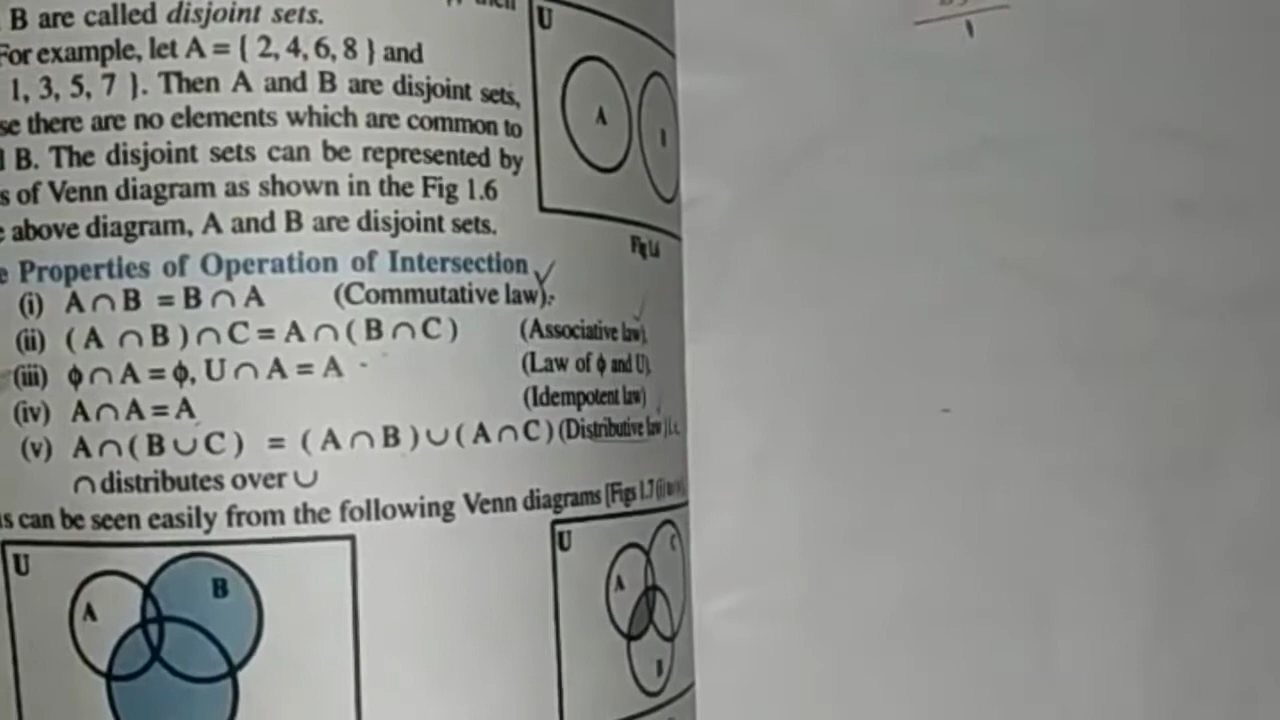 B are called disjoint sets.
For example, let A = { 2, 4, 6, 8 } and
1, 3, 5, 7 }. Then A and B are disjoint sets,
se there are no elements which are common to
B. The disjoint sets can be represented by
s of Venn diagram as shown in the Fig 1.6
e above diagram, A and B are disjoint sets.
U
A
e Properties of Operation of Intersection
(i) A∩B = B∩A (Commutative law).
(ii) (A ∩B)∩C = A∩(B∩C) (Associative law).
(iii) φ∩A = φ, U∩A = A (Law of φ and U).
(iv) A∩A = A (Idempotent law)
(v) A∩(B∪C) = (A∩B)∪(A∩C) (Distributive law) i.e.
∩ distributes over ∪
s can be seen easily from the following Venn diagrams [Figs 1.7
U
A
B
U
A
C
B